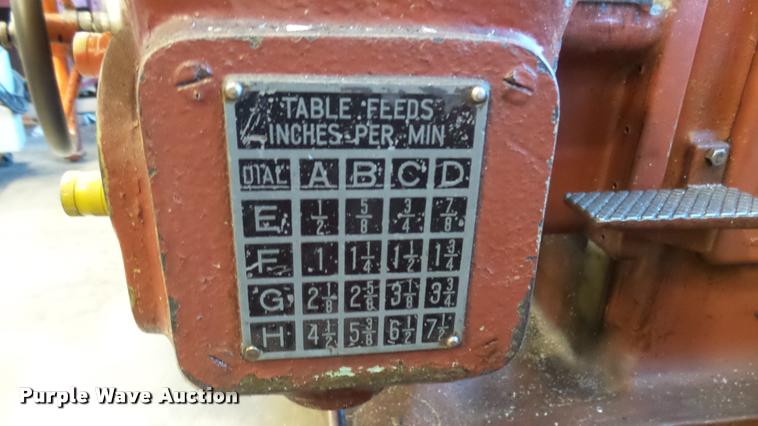 TABLE FEEDS
INCHES PER MIN
DIAL A B C D
E 1/2 5/8 3/4 7/8
F 1 1 1/4 1 1/2 1 3/4
G 2 1/8 2 5/8 3 1/8 3 3/4
H 4 1/2 5 3/8 6 1/2 7 1/2
Purple Wave Auction